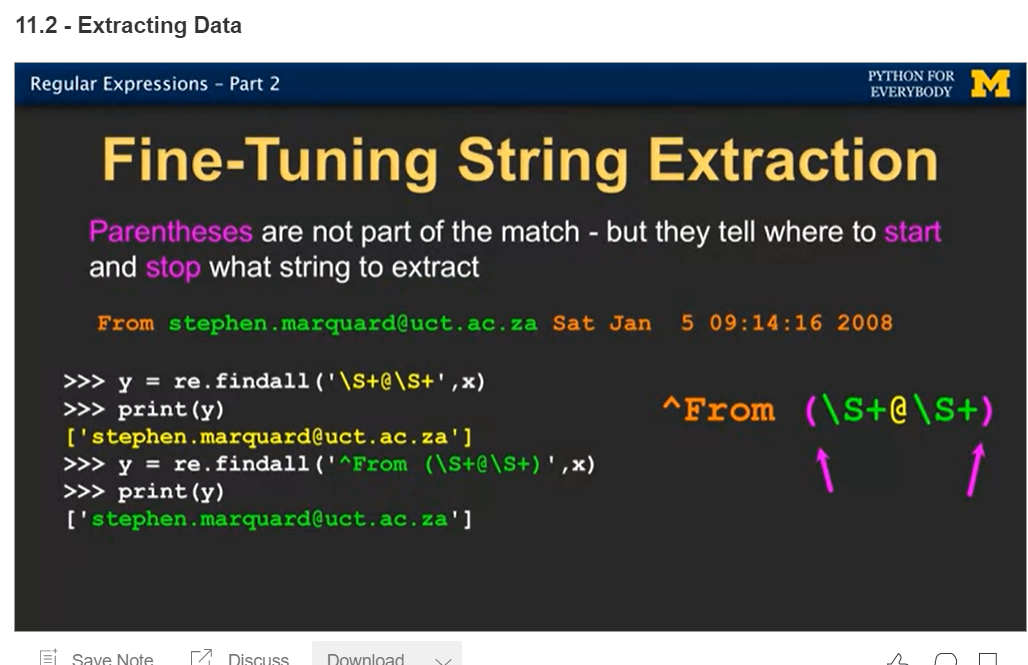 11.2 - Extracting Data
Regular Expressions – Part 2
PYTHON FOR
EVERYBODY
M
Fine-Tuning String Extraction
Parentheses are not part of the match - but they tell where to start
and stop what string to extract
From stephen.marquard@uct.ac.za Sat Jan  5 09:14:16 2008
>>> y = re.findall('\S+@\S+',x)
>>> print(y)
['stephen.marquard@uct.ac.za']
>>> y = re.findall('^From (\S+@\S+)',x)
>>> print(y)
['stephen.marquard@uct.ac.za']
^From (\S+@\S+)
Save Note
Discuss
Download